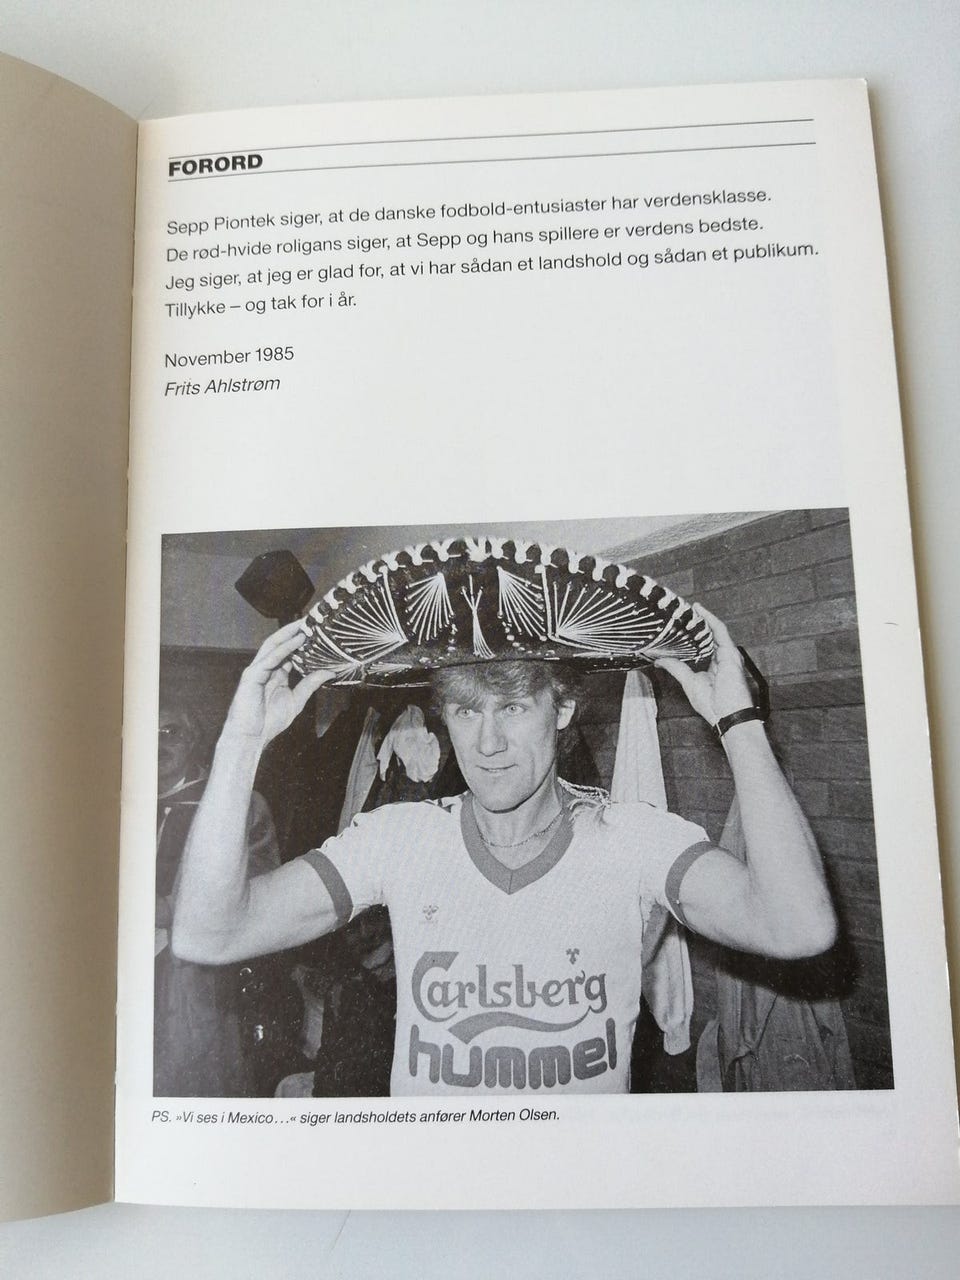 FORORD
Sepp Piontek siger, at de danske fodbold-entusiaster har verdensklasse.
De rød-hvide roligans siger, at Sepp og hans spillere er verdens bedste.
Jeg siger, at jeg er glad for, at vi har sådan et landshold og sådan et publikum.
Tillykke – og tak for i år.
November 1985
Frits Ahlstrøm
Carlsberg
hummel
PS. »Vi ses i Mexico...« siger landsholdets anfører Morten Olsen.